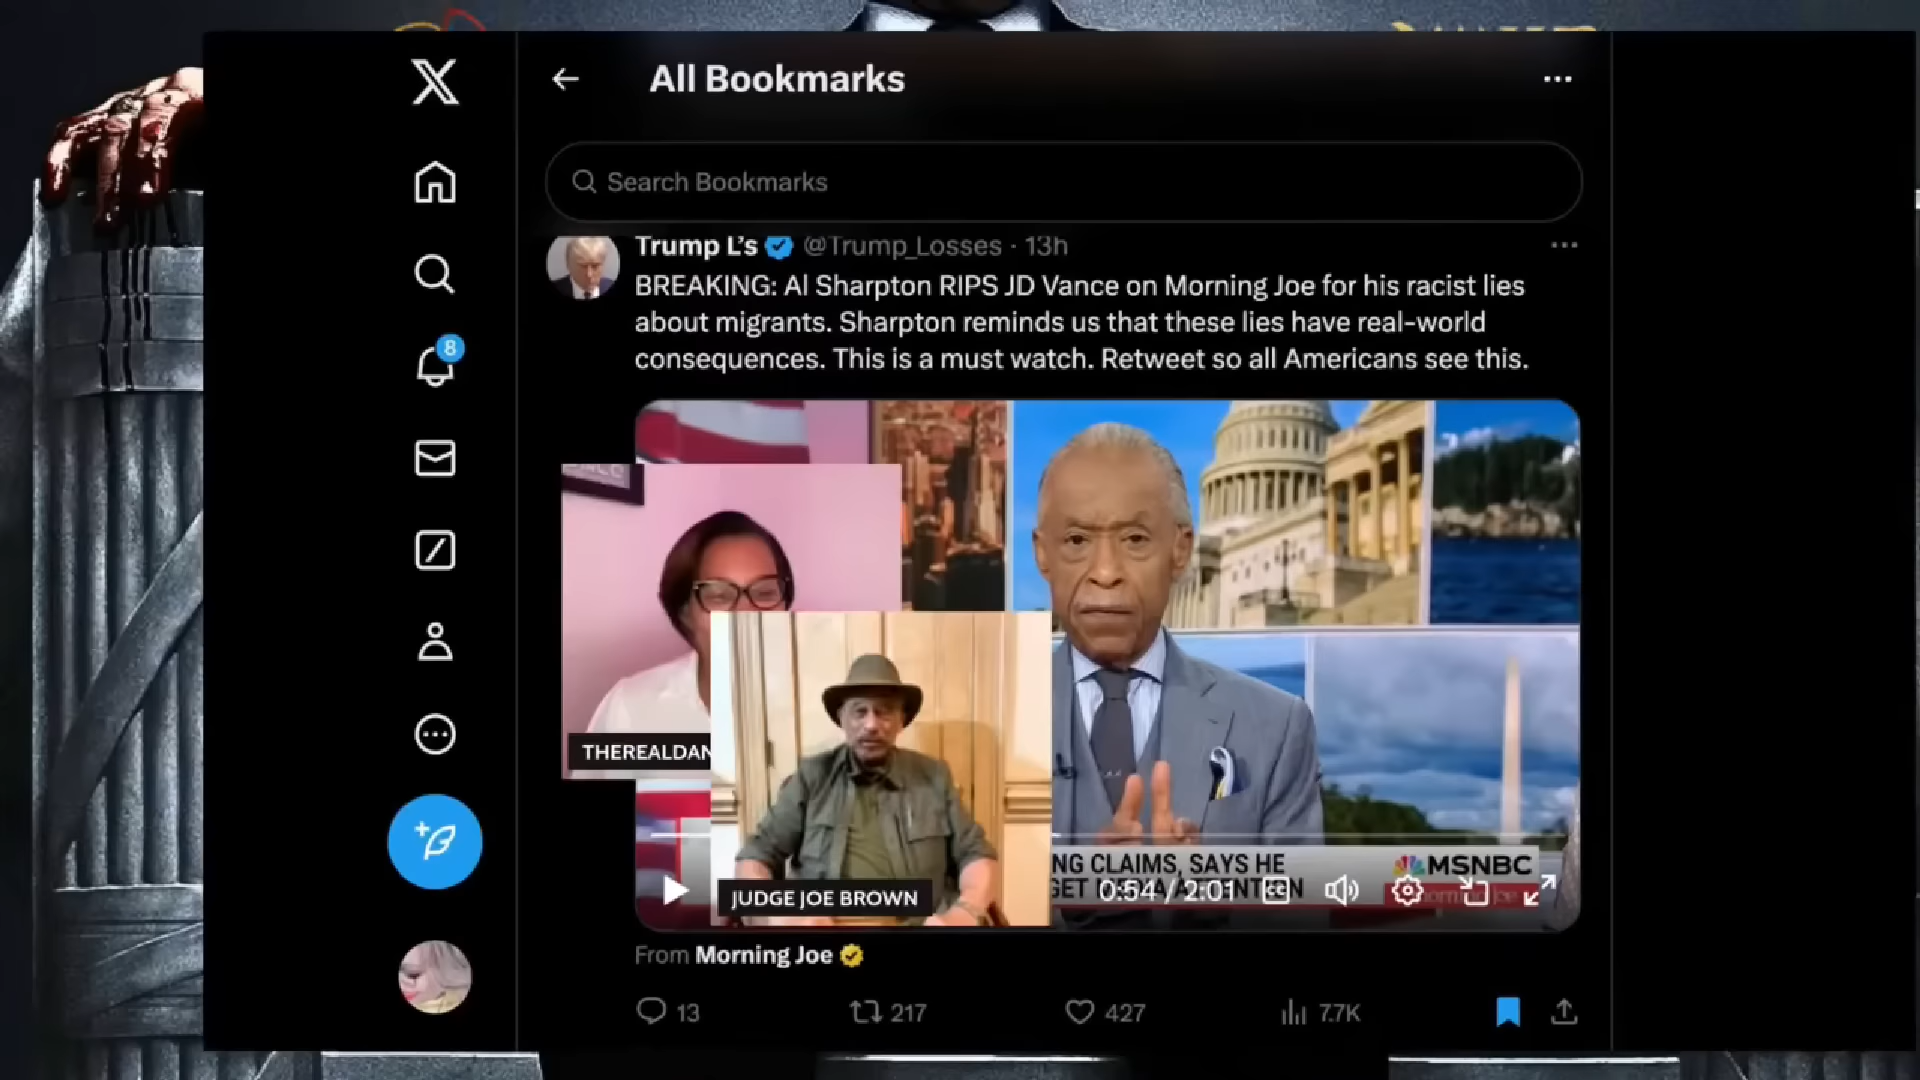 All Bookmarks
Search Bookmarks
Trump L's @Trump_Losses · 13h
BREAKING: Al Sharpton RIPS JD Vance on Morning Joe for his racist lies
about migrants. Sharpton reminds us that these lies have real-world
consequences. This is a must watch. Retweet so all Americans see this.
8
THEREALDAN
JUDGE JOE BROWN
NG CLAIMS, SAYS HE
MSNBC
0:54 / 2:01
From Morning Joe
13
217
427
7.7K